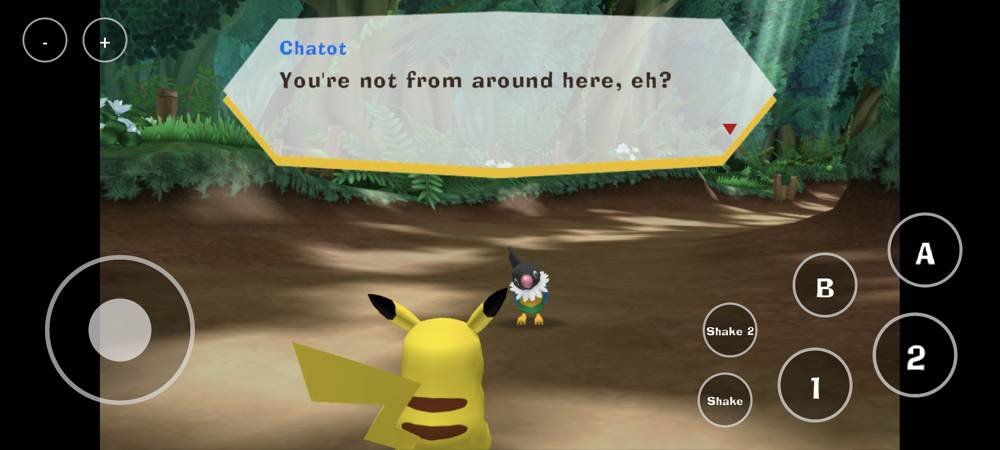 -
+
Chatot
You're not from around here, eh?
A
B
Shake 2
2
1
Shake